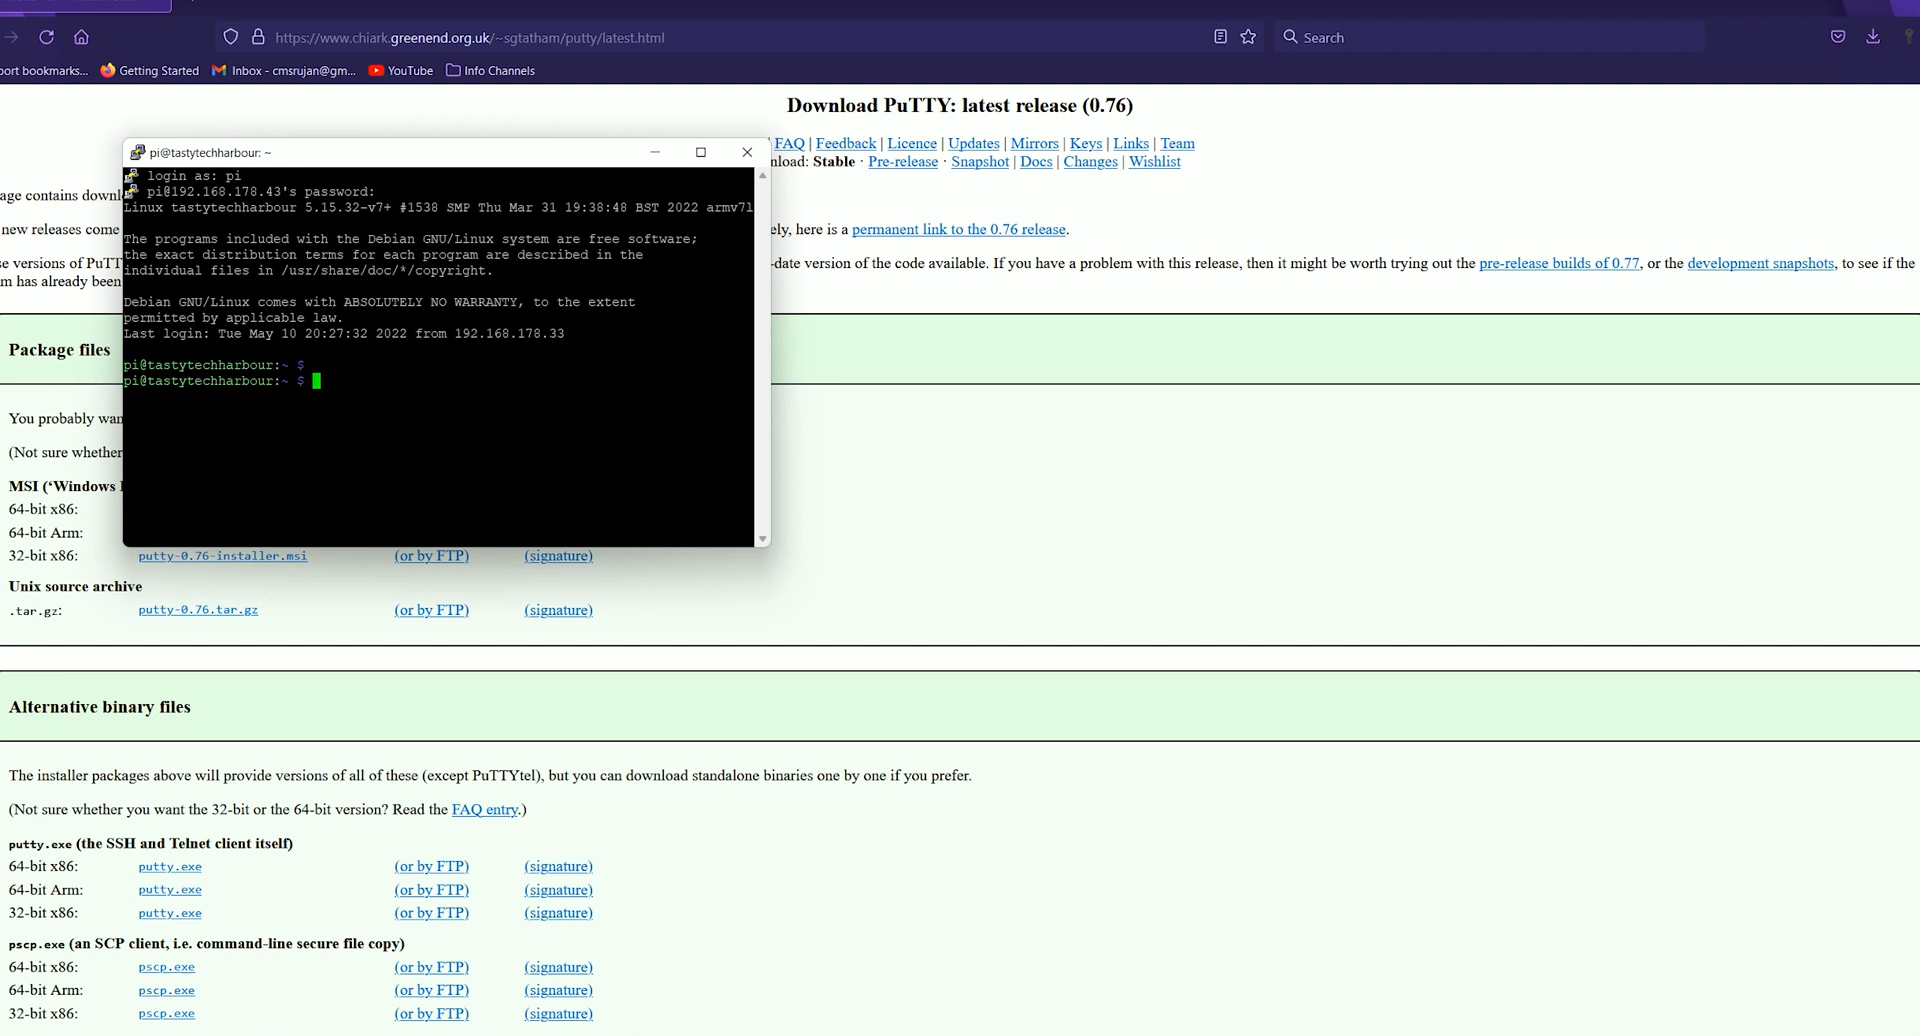 https://www.chiark.greenend.org.uk/~sgtatham/putty/latest.html
Search
port bookmarks...
Getting Started
Inbox - cmsrujan@gm...
YouTube
Info Channels
Download PuTTY: latest release (0.76)
| FAQ | Feedback | Licence | Updates | Mirrors | Keys | Links | Team
nload: Stable · Pre-release · Snapshot | Docs | Changes | Wishlist
pi@tastytechharbour: ~
login as: pi
pi@192.168.178.43's password:
Linux tastytechharbour 5.15.32-v7+ #1538 SMP Thu Mar 31 19:38:48 BST 2022 armv7l
The programs included with the Debian GNU/Linux system are free software;
the exact distribution terms for each program are described in the
individual files in /usr/share/doc/*/copyright.
Debian GNU/Linux comes with ABSOLUTELY NO WARRANTY, to the extent
permitted by applicable law.
Last login: Tue May 10 20:27:32 2022 from 192.168.178.33
pi@tastytechharbour:~ $
pi@tastytechharbour:~ $
age contains downl
new releases come
ely, here is a permanent link to the 0.76 release.
se versions of PuTT
-date version of the code available. If you have a problem with this release, then it might be worth trying out the pre-release builds of 0.77, or the development snapshots, to see if the
m has already been
Package files
You probably wan
(Not sure whether
MSI (‘Windows I
64-bit x86:
64-bit Arm:
32-bit x86: putty-0.76-installer.msi (or by FTP) (signature)
Unix source archive
.tar.gz: putty-0.76.tar.gz (or by FTP) (signature)
Alternative binary files
The installer packages above will provide versions of all of these (except PuTTYtel), but you can download standalone binaries one by one if you prefer.
(Not sure whether you want the 32-bit or the 64-bit version? Read the FAQ entry.)
putty.exe (the SSH and Telnet client itself)
64-bit x86: putty.exe (or by FTP) (signature)
64-bit Arm: putty.exe (or by FTP) (signature)
32-bit x86: putty.exe (or by FTP) (signature)
pscp.exe (an SCP client, i.e. command-line secure file copy)
64-bit x86: pscp.exe (or by FTP) (signature)
64-bit Arm: pscp.exe (or by FTP) (signature)
32-bit x86: pscp.exe (or by FTP) (signature)